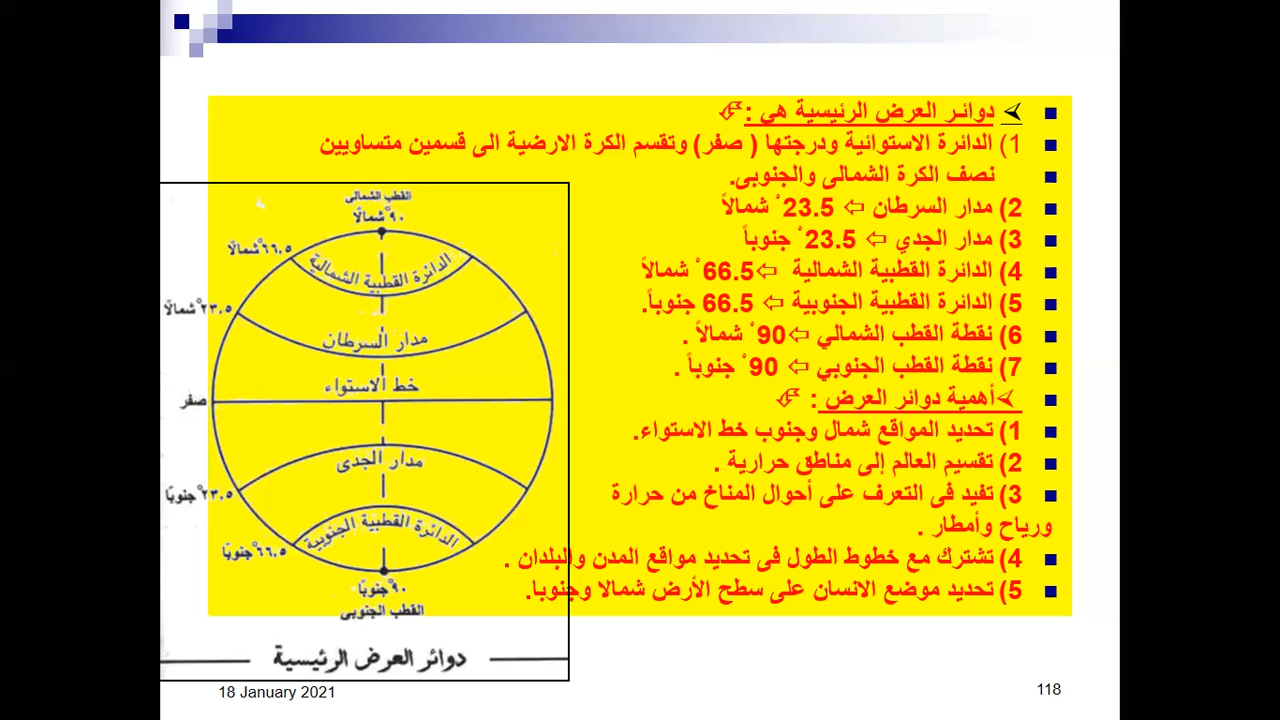 دوائر العرض الرئيسية هى :
1) الدائرة الاستوائية ودرجتها ( صفر) وتقسم الكرة الارضية الى قسمين متساويين
نصف الكرة الشمالى والجنوبى.
2) مدار السرطان ⇦ 23.5 ْ شمالاً
3) مدار الجدي ⇦ 23.5 ْ جنوباً
4) الدائرة القطبية الشمالية ⇦66.5 ْ شمالاً
5) الدائرة القطبية الجنوبية ⇦ 66.5 جنوباً.
6) نقطة القطب الشمالي ⇦90 ْ شمالاً .
7) نقطة القطب الجنوبي ⇦ 90 ْ جنوباً .
أهمية دوائر العرض :
1) تحديد المواقع شمال وجنوب خط الاستواء.
2) تقسيم العالم إلى مناطق حرارية .
3) تفيد فى التعرف على أحوال المناخ من حرارة
ورياح وأمطار .
4) تشترك مع خطوط الطول فى تحديد مواقع المدن والبلدان .
5) تحديد موضع الانسان على سطح الأرض شمالا وجنوبا.
القطب الشمالى
٩٠° شمالًا
٦٦.٥° شمالًا
الدائرة القطبية الشمالية
٢٣.٥° شمالًا
مدار السرطان
خط الاستواء
صفر
مدار الجدى
٢٣.٥° جنوبًا
الدائرة القطبية الجنوبية
٦٦.٥° جنوبًا
٩٠° جنوبًا
القطب الجنوبى
دوائر العرض الرئيسية
18 January 2021
118